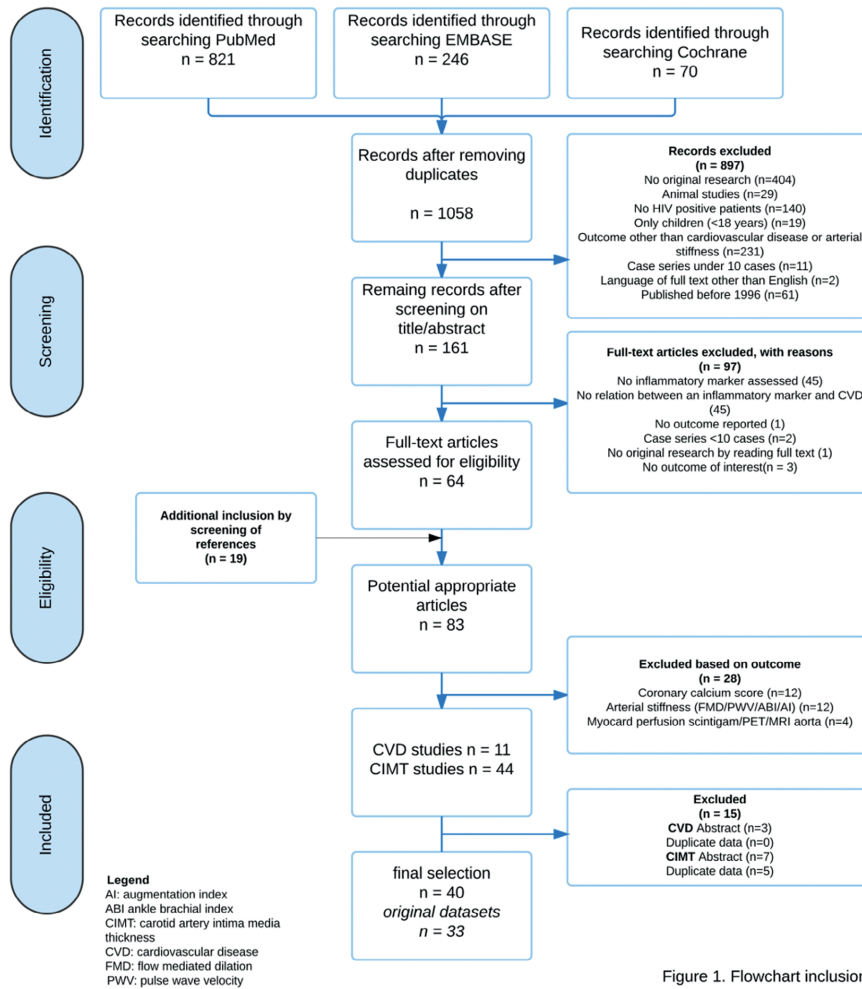 Identification
Records identified through
searching PubMed
n = 821
Records identified through
searching EMBASE
n = 246
Records identified through
searching Cochrane
n = 70
Records after removing
duplicates
n = 1058
Records excluded
(n = 897)
No original research (n=404)
Animal studies (n=29)
No HIV positive patients (n=140)
Only children (<18 years) (n=19)
Outcome other than cardiovascular disease or arterial
stiffness (n=231)
Case series under 10 cases (n=11)
Language of full text other than English (n=2)
Published before 1996 (n=61)
Screening
Remaing records after
screening on
title/abstract
n = 161
Full-text articles excluded, with reasons
(n = 97)
No inflammatory marker assessed (45)
No relation between an inflammatory marker and CVD
(45)
No outcome reported (1)
Case series <10 cases (n=2)
No original research by reading full text (1)
No outcome of interest(n = 3)
Full-text articles
assessed for eligibility
n = 64
Eligibility
Additional inclusion by
screening of
references
(n = 19)
Potential appropriate
articles
n = 83
Excluded based on outcome
(n = 28)
Coronary calcium score (n=12)
Arterial stiffness (FMD/PWV/ABI/AI) (n=12)
Myocard perfusion scintigam/PET/MRI aorta (n=4)
Included
CVD studies n = 11
CIMT studies n = 44
Excluded
(n = 15)
CVD Abstract (n=3)
Duplicate data (n=0)
CIMT Abstract (n=7)
Duplicate data (n=5)
final selection
n = 40
original datasets
n = 33
Legend
AI: augmentation index
ABI ankle brachial index
CIMT: carotid artery intima media
thickness
CVD: cardiovascular disease
FMD: flow mediated dilation
PWV: pulse wave velocity
Figure 1. Flowchart inclusion